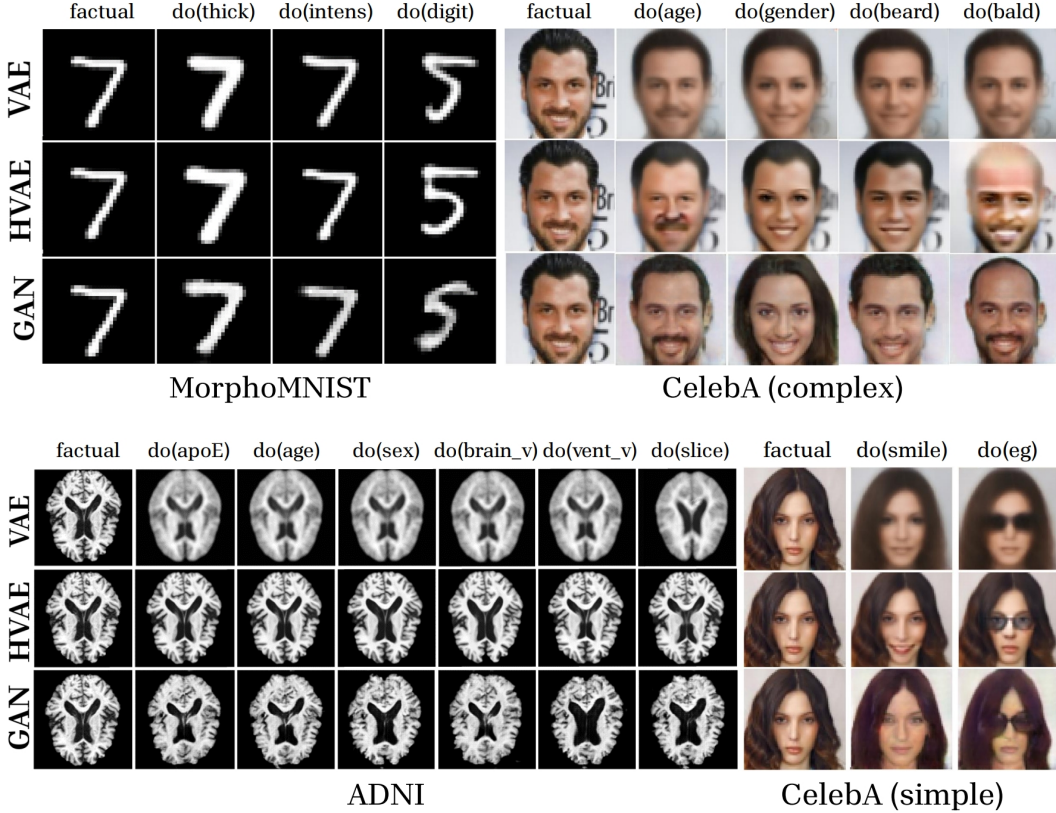 factual do(thick) do(intens) do(digit) factual do(age) do(gender) do(beard) do(bald)
VAE
HVAE
GAN
MorphoMNIST CelebA (complex)
factual do(apoE) do(age) do(sex) do(brain_v) do(vent_v) do(slice) factual do(smile) do(eg)
VAE
HVAE
GAN
ADNI CelebA (simple)